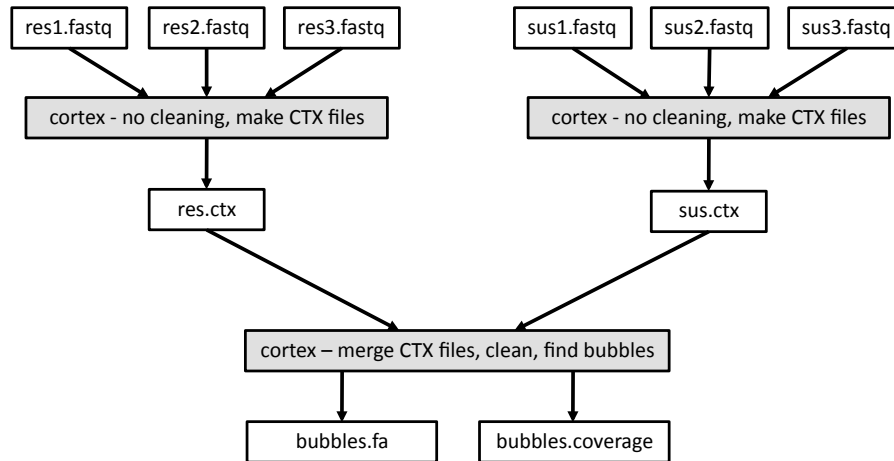 res1.fastq res2.fastq res3.fastq sus1.fastq sus2.fastq sus3.fastq
cortex - no cleaning, make CTX files cortex - no cleaning, make CTX files
res.ctx sus.ctx
cortex – merge CTX files, clean, find bubbles
bubbles.fa bubbles.coverage